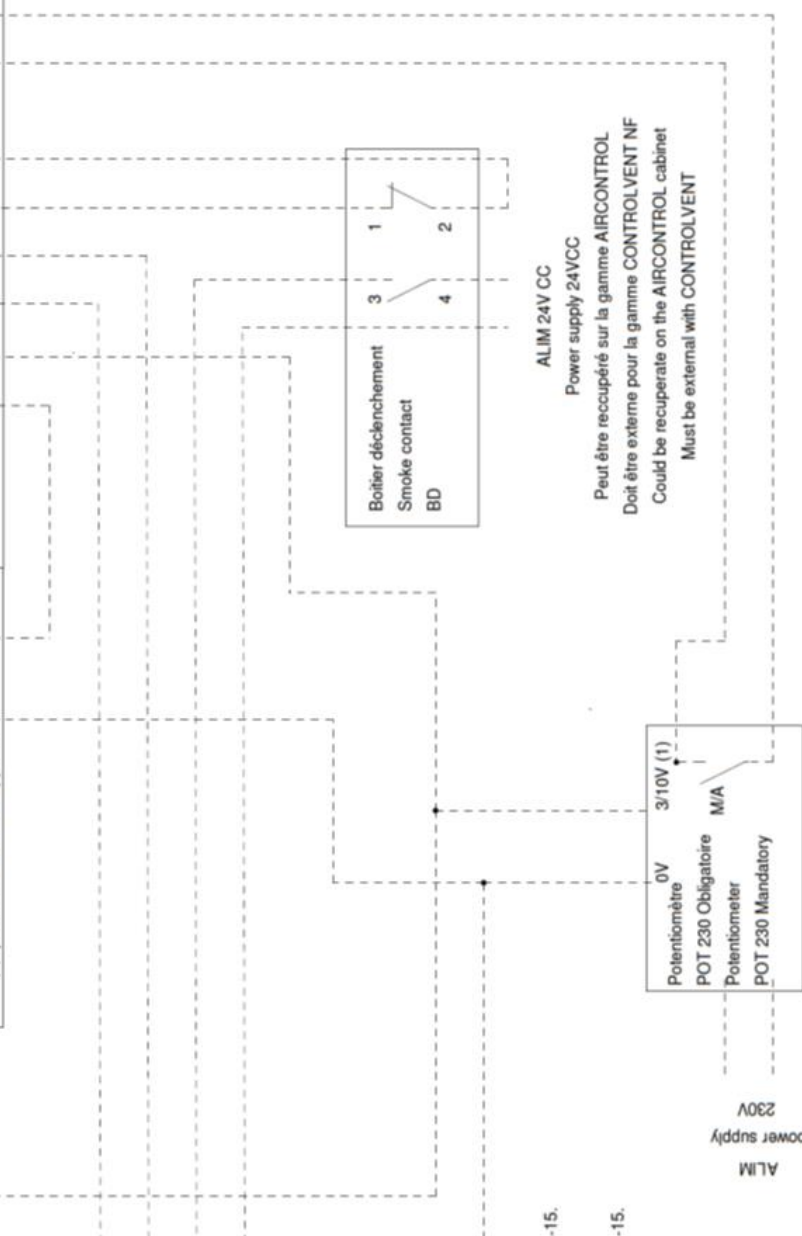 1
2
3
4
Boitier déclenchement
Smoke contact
BD
ALIM 24V CC
Power supply 24VCC
Peut être reccupéré sur la gamme AIRCONTROL
Doit être externe pour la gamme CONTROLVENT NF
Could be recuperate on the AIRCONTROL cabinet
Must be external with CONTROLVENT
0V
3/10V (1)
M/A
Potentiomètre
POT 230 Obligatoire
Potentiometer
POT 230 Mandatory
ALIM
power supply
230V
-15.
-15.